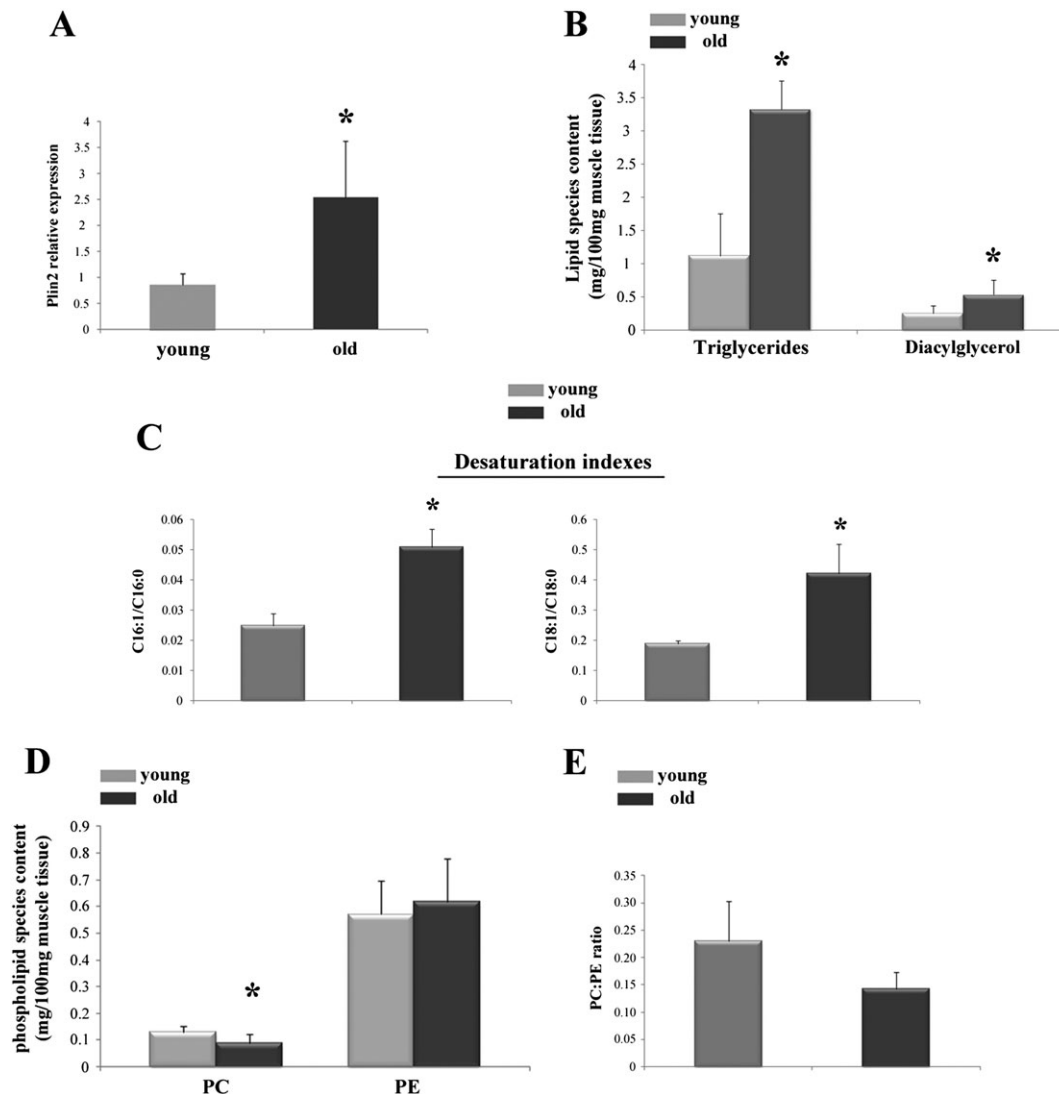 A
*
Plin2 relative expression
4
3.5
3
2.5
2
1.5
1
0.5
0
young
old
B
young
old
Lipid species content
(mg/100mg muscle tissue)
4
3.5
3
2.5
2
1.5
1
0.5
0
*
*
Triglycerides
Diacylglycerol
young
old
C
Desaturation indexes
C16:1/C16:0
0.06
0.05
0.04
0.03
0.02
0.01
0
*
C18:1/C18:0
0.6
0.5
0.4
0.3
0.2
0.1
0
*
D
young
old
phospholipid species content
(mg/100mg muscle tissue)
0.9
0.8
0.7
0.6
0.5
0.4
0.3
0.2
0.1
0
*
PC
PE
E
young
old
PC:PE ratio
0.35
0.30
0.25
0.20
0.15
0.10
0.05
0